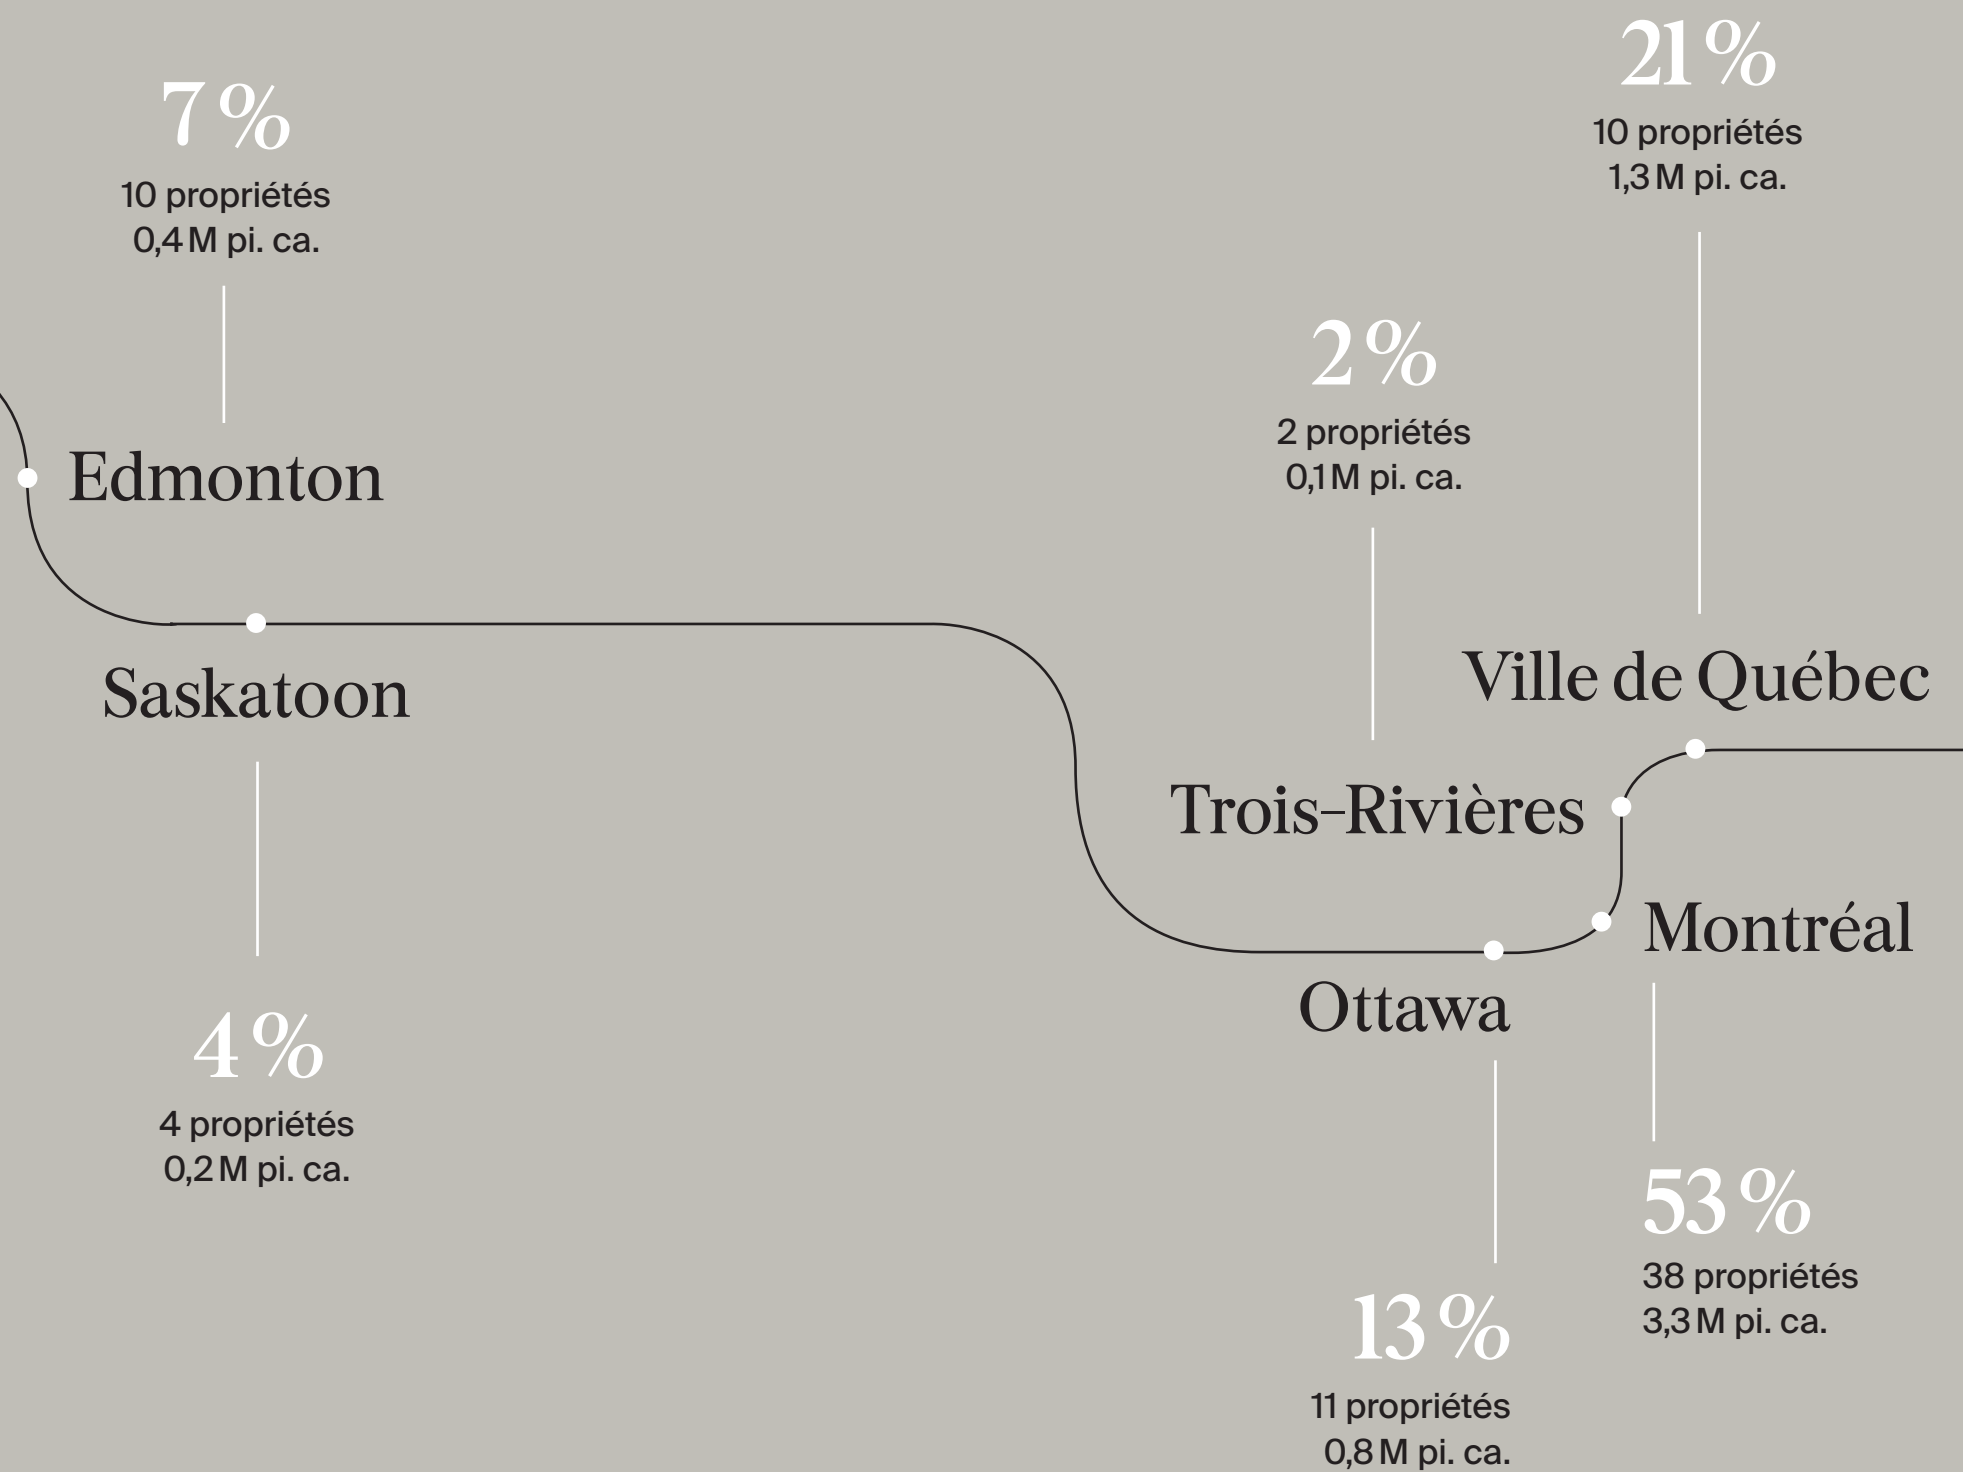 7 %
10 propriétés
0,4 M pi. ca.
Edmonton
Saskatoon
4 %
4 propriétés
0,2 M pi. ca.
2 %
2 propriétés
0,1 M pi. ca.
Trois-Rivières
21 %
10 propriétés
1,3 M pi. ca.
Ville de Québec
Montréal
53 %
38 propriétés
3,3 M pi. ca.
Ottawa
13 %
11 propriétés
0,8 M pi. ca.